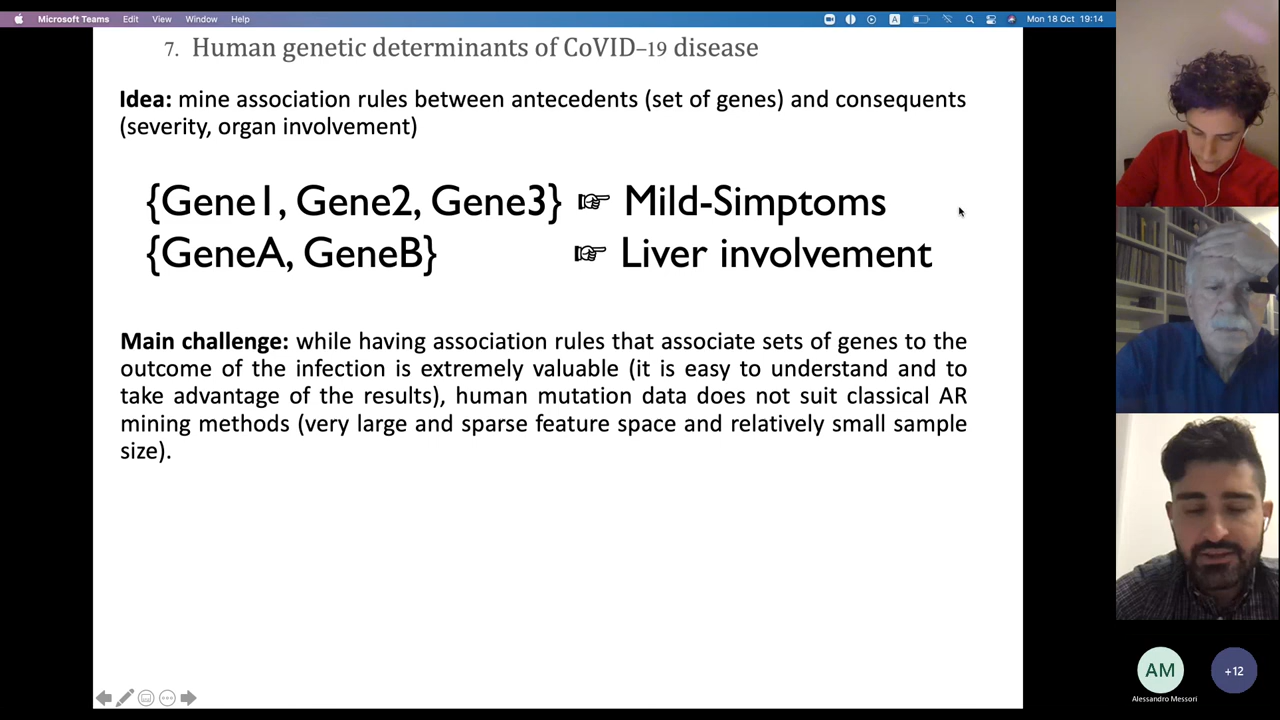 Microsoft Teams Edit View Window Help A Mon 18 Oct 19:14
7. Human genetic determinants of CoVID–19 disease
Idea: mine association rules between antecedents (set of genes) and consequents
(severity, organ involvement)
{Gene1, Gene2, Gene3} ☞ Mild-Simptoms
{GeneA, GeneB} ☞ Liver involvement
Main challenge: while having association rules that associate sets of genes to the
outcome of the infection is extremely valuable (it is easy to understand and to
take advantage of the results), human mutation data does not suit classical AR
mining methods (very large and sparse feature space and relatively small sample
size).
AM
+12
Alessandro Messori